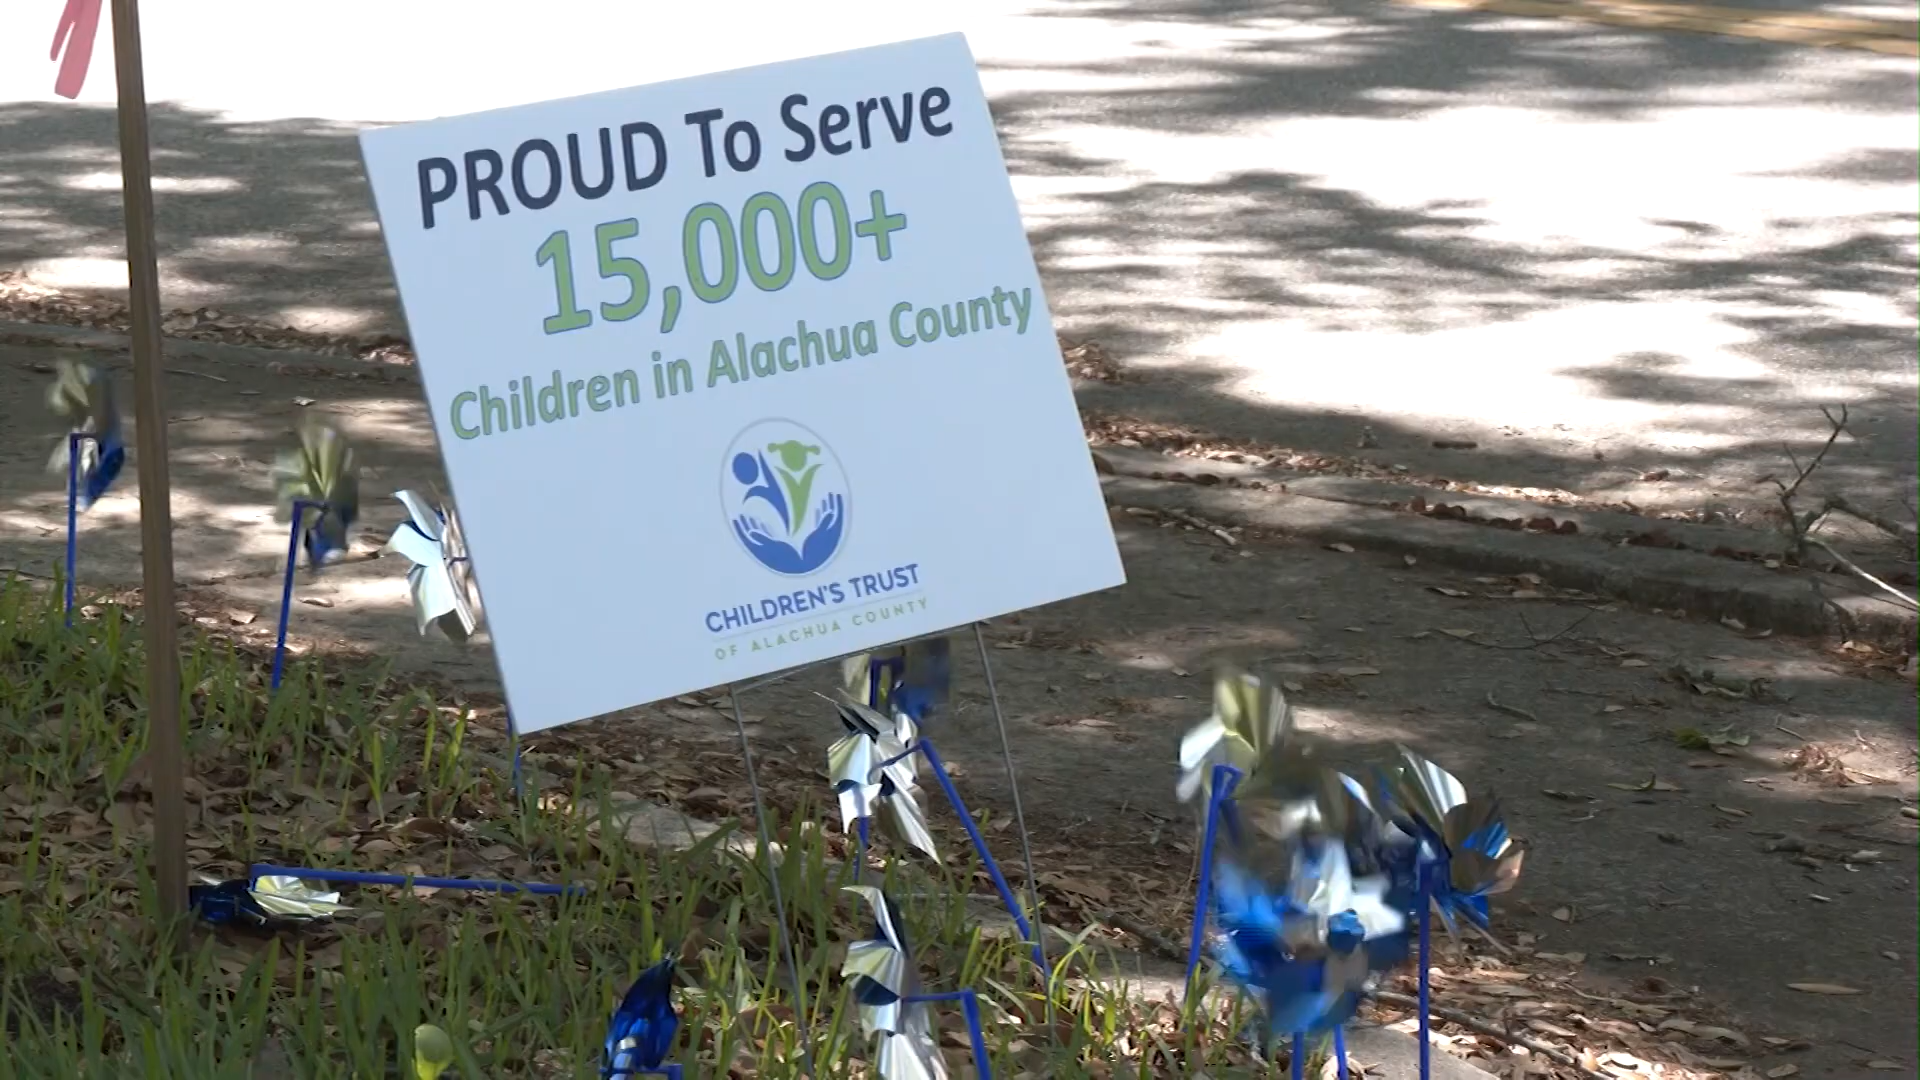 PROUD To Serve
15,000+
Children in Alachua County
CHILDREN'S TRUST
OF ALACHUA COUNTY